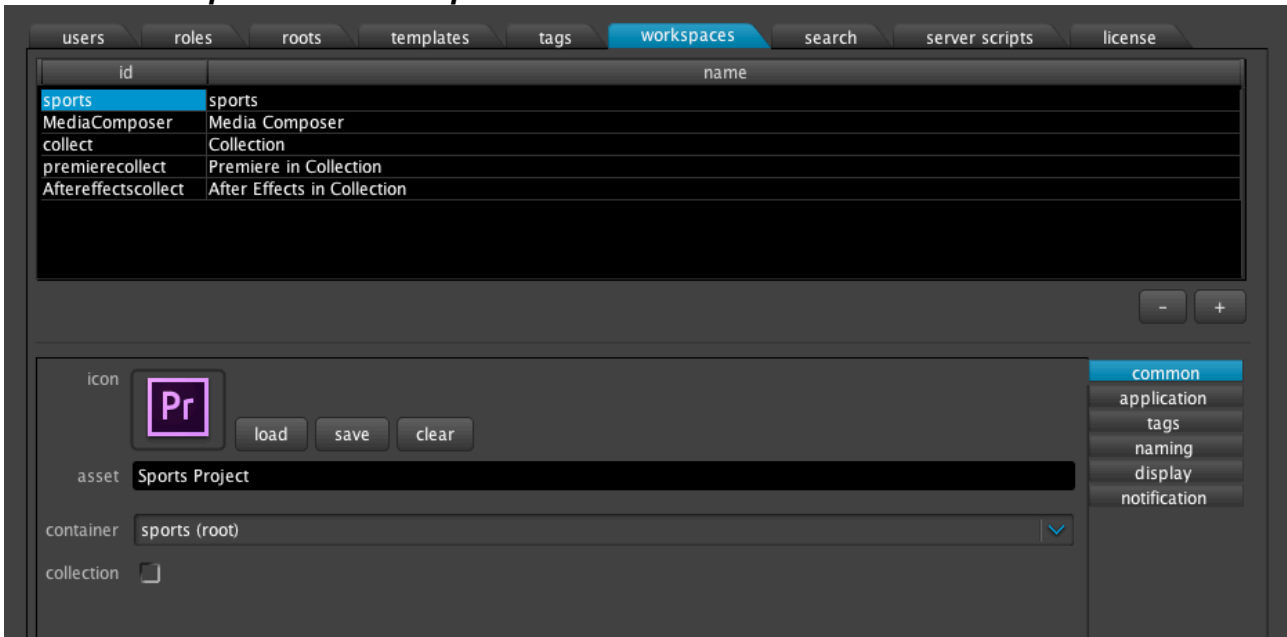 users roles roots templates tags workspaces search server scripts license
id name
sports sports
MediaComposer Media Composer
collect Collection
premierecollect Premiere in Collection
Aftereffectscollect After Effects in Collection
- +
icon Pr load save clear
asset Sports Project
container sports (root)
collection
common
application
tags
naming
display
notification